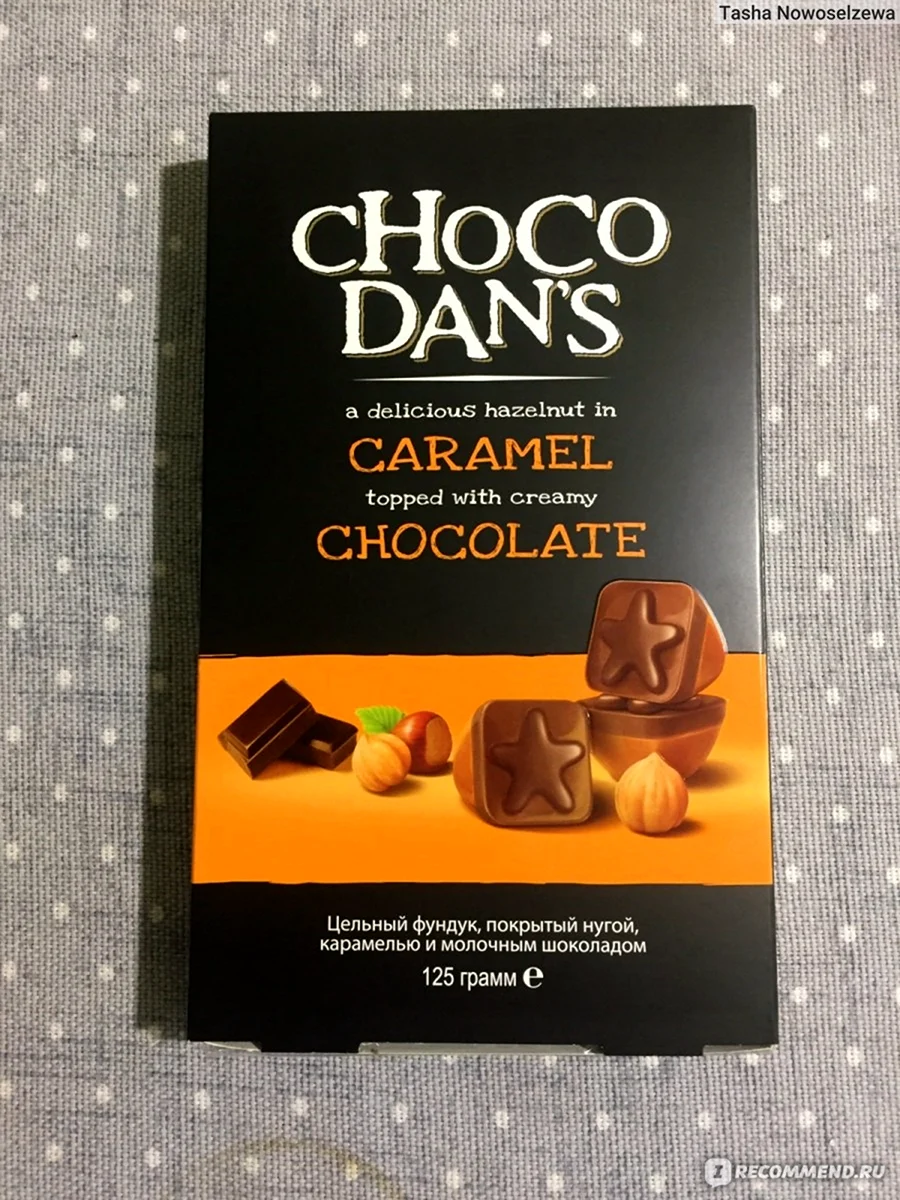 Tasha Nowoselzewa
CHOCO
DAN'S
a delicious hazelnut in
CARAMEL
topped with creamy
CHOCOLATE
Цельный фундук, покрытый нугой,
карамелью и молочным шоколадом
125 грамм ℮
IRECOMMEND.RU